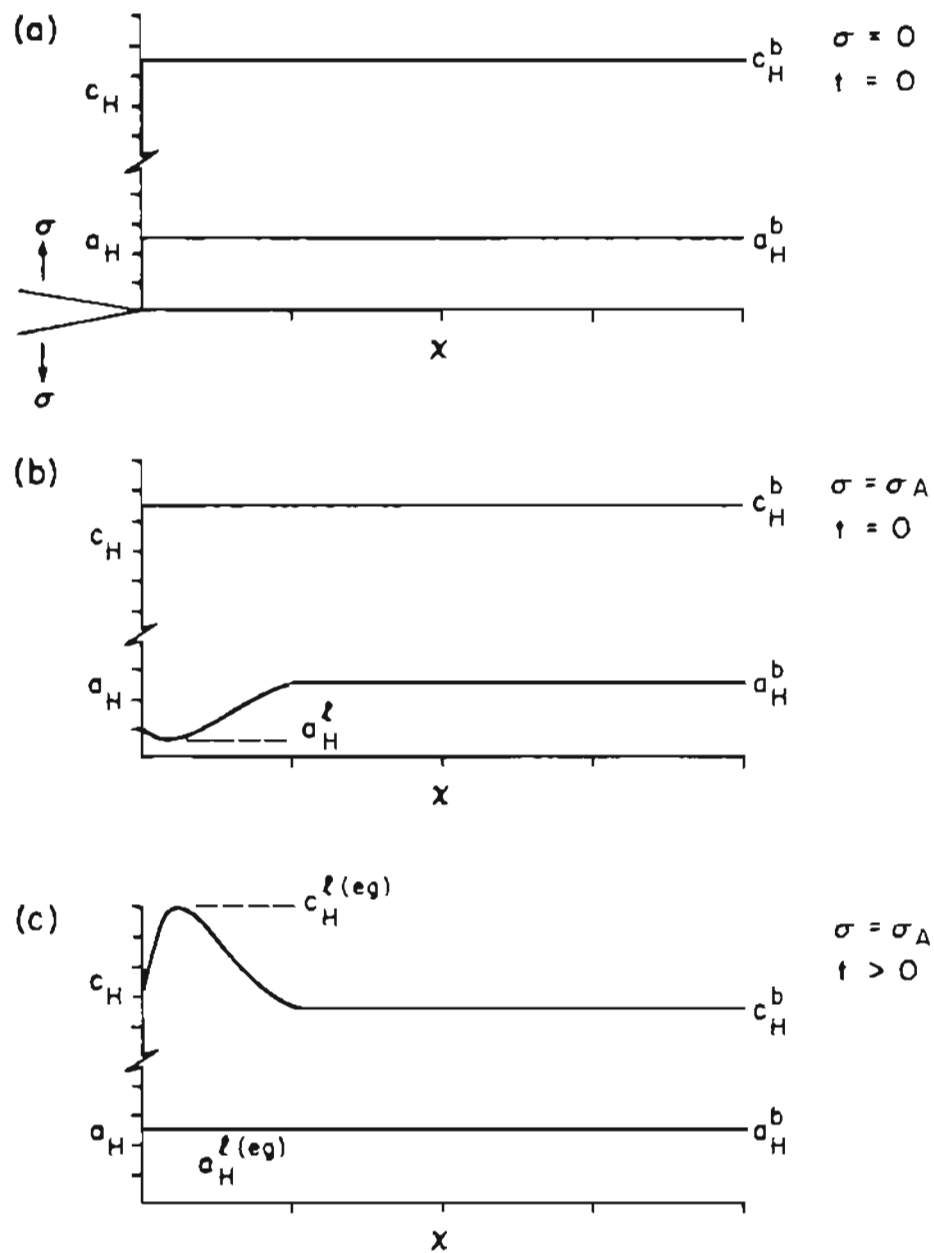 (a)
c_H
c_H^b
σ = 0
t = 0
σ
a_H
a_H^b
σ
χ
(b)
c_H
c_H^b
σ = σ_A
t = 0
a_H
a_H^b
a_H^ℓ
χ
(c)
c_H^ℓ(eg)
σ = σ_A
t > 0
c_H
c_H^b
a_H
a_H^b
a_H^ℓ(eg)
χ